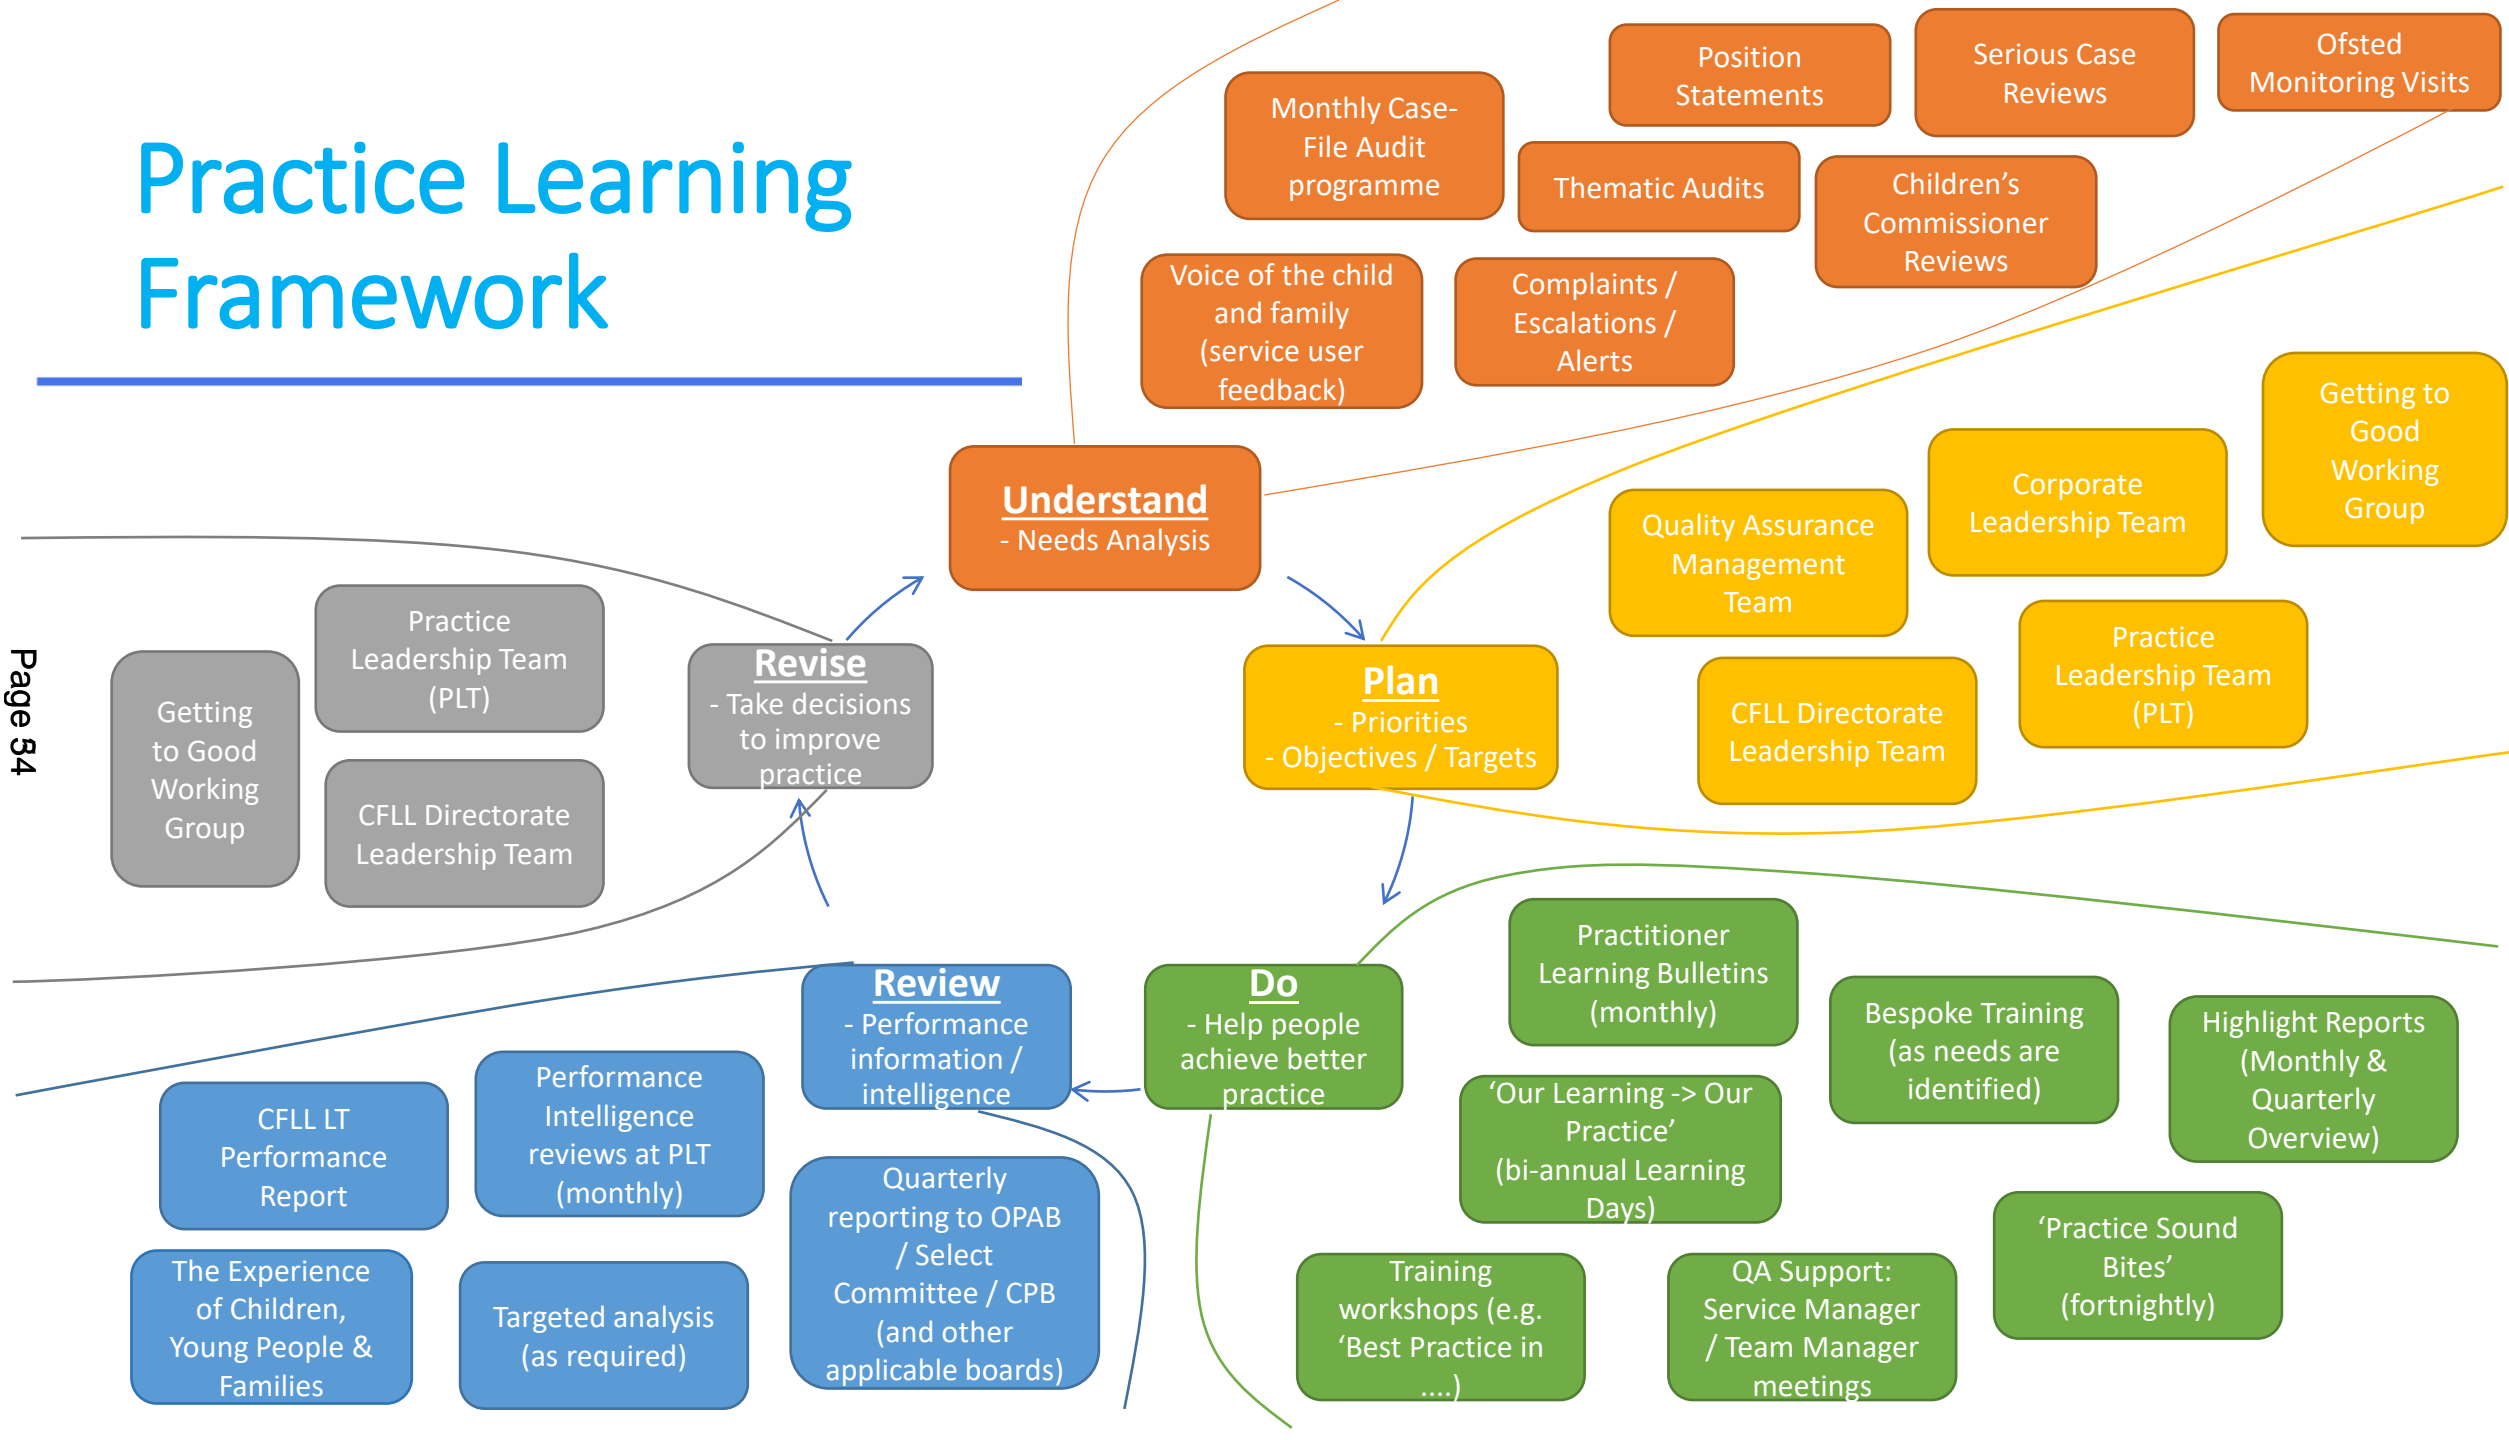 Practice Learning
Framework
Monthly Case-
File Audit
programme
Position
Statements
Serious Case
Reviews
Ofsted
Monitoring Visits
Thematic Audits
Children’s
Commissioner
Reviews
Voice of the child
and family
(service user
feedback)
Complaints /
Escalations /
Alerts
Understand
- Needs Analysis
Getting to
Good
Working
Group
Corporate
Leadership Team
Quality Assurance
Management
Team
Practice
Leadership Team
(PLT)
CFLL Directorate
Leadership Team
Plan
- Priorities
- Objectives / Targets
Revise
- Take decisions
to improve
practice
Practice
Leadership Team
(PLT)
Getting
to Good
Working
Group
CFLL Directorate
Leadership Team
Page 34
Review
- Performance
information /
intelligence
Do
- Help people
achieve better
practice
Practitioner
Learning Bulletins
(monthly)
Bespoke Training
(as needs are
identified)
Highlight Reports
(Monthly &
Quarterly
Overview)
‘Our Learning -> Our
Practice’
(bi-annual Learning
Days)
‘Practice Sound
Bites’
(fortnightly)
Training
workshops (e.g.
‘Best Practice in
....)
QA Support:
Service Manager
/ Team Manager
meetings
CFLL LT
Performance
Report
Performance
Intelligence
reviews at PLT
(monthly)
Quarterly
reporting to OPAB
/ Select
Committee / CPB
(and other
applicable boards)
The Experience
of Children,
Young People &
Families
Targeted analysis
(as required)